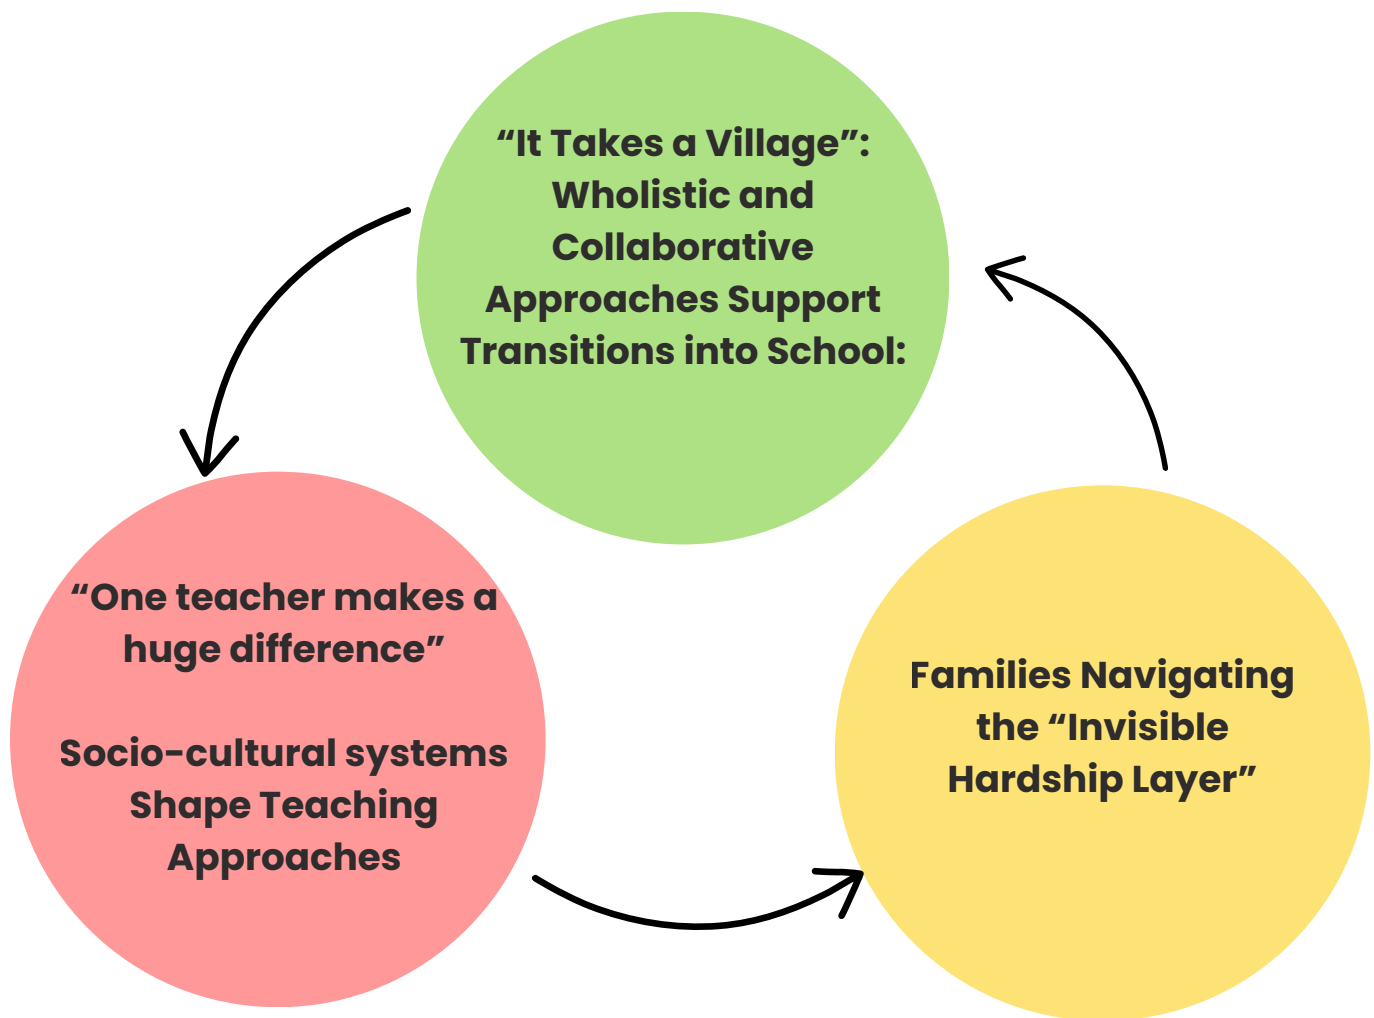 “It Takes a Village”:
Wholistic and
Collaborative
Approaches Support
Transitions into School:
“One teacher makes a
huge difference”
Socio-cultural systems
Shape Teaching
Approaches
Families Navigating
the “Invisible
Hardship Layer”